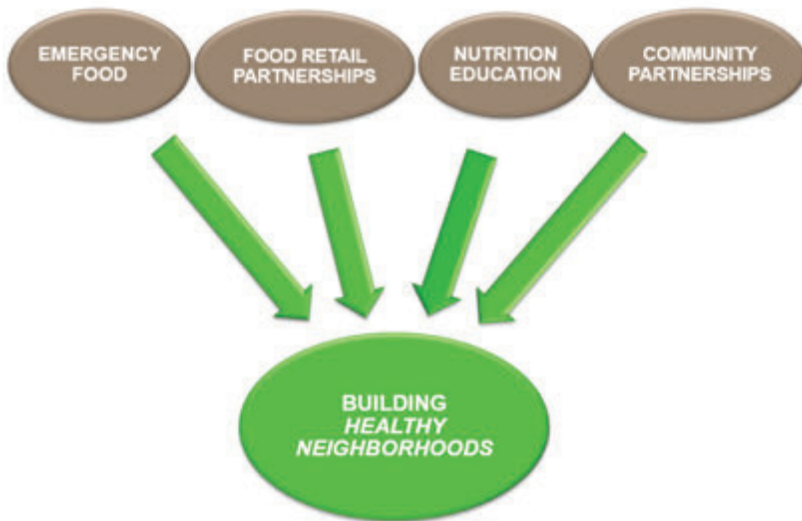 EMERGENCY
FOOD
FOOD RETAIL
PARTNERSHIPS
NUTRITION
EDUCATION
COMMUNITY
PARTNERSHIPS
BUILDING
HEALTHY
NEIGHBORHOODS